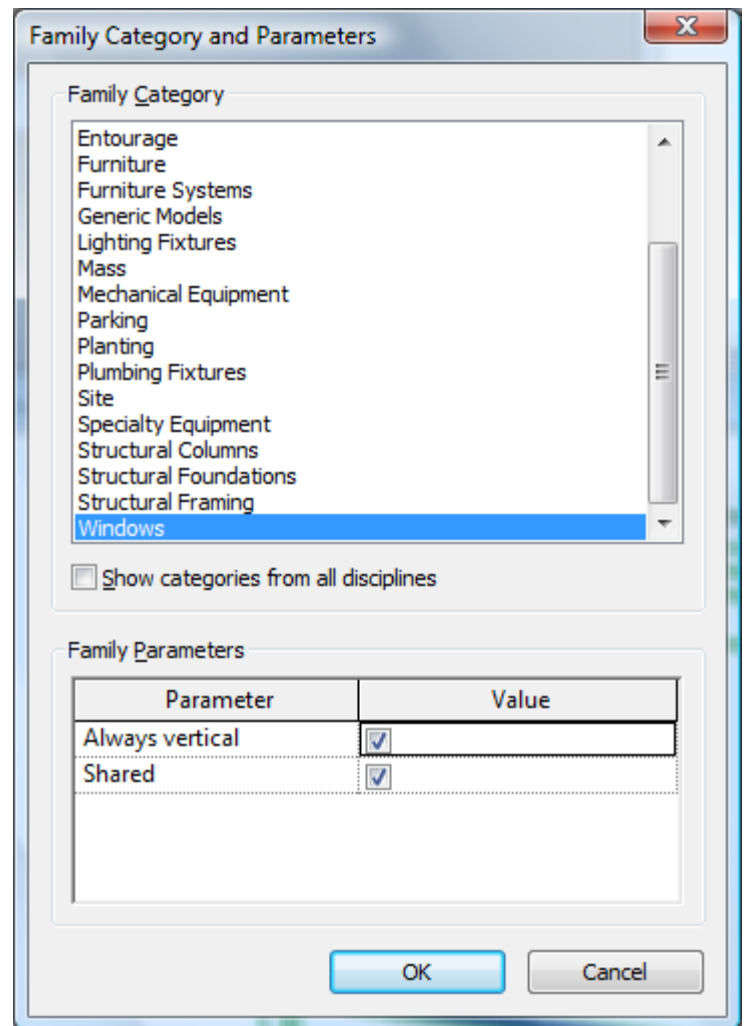 Family Category and Parameters
Family Category
Entourage
Furniture
Furniture Systems
Generic Models
Lighting Fixtures
Mass
Mechanical Equipment
Parking
Planting
Plumbing Fixtures
Site
Specialty Equipment
Structural Columns
Structural Foundations
Structural Framing
Windows
Show categories from all disciplines
Family Parameters
Parameter Value
Always vertical
Shared
OK Cancel